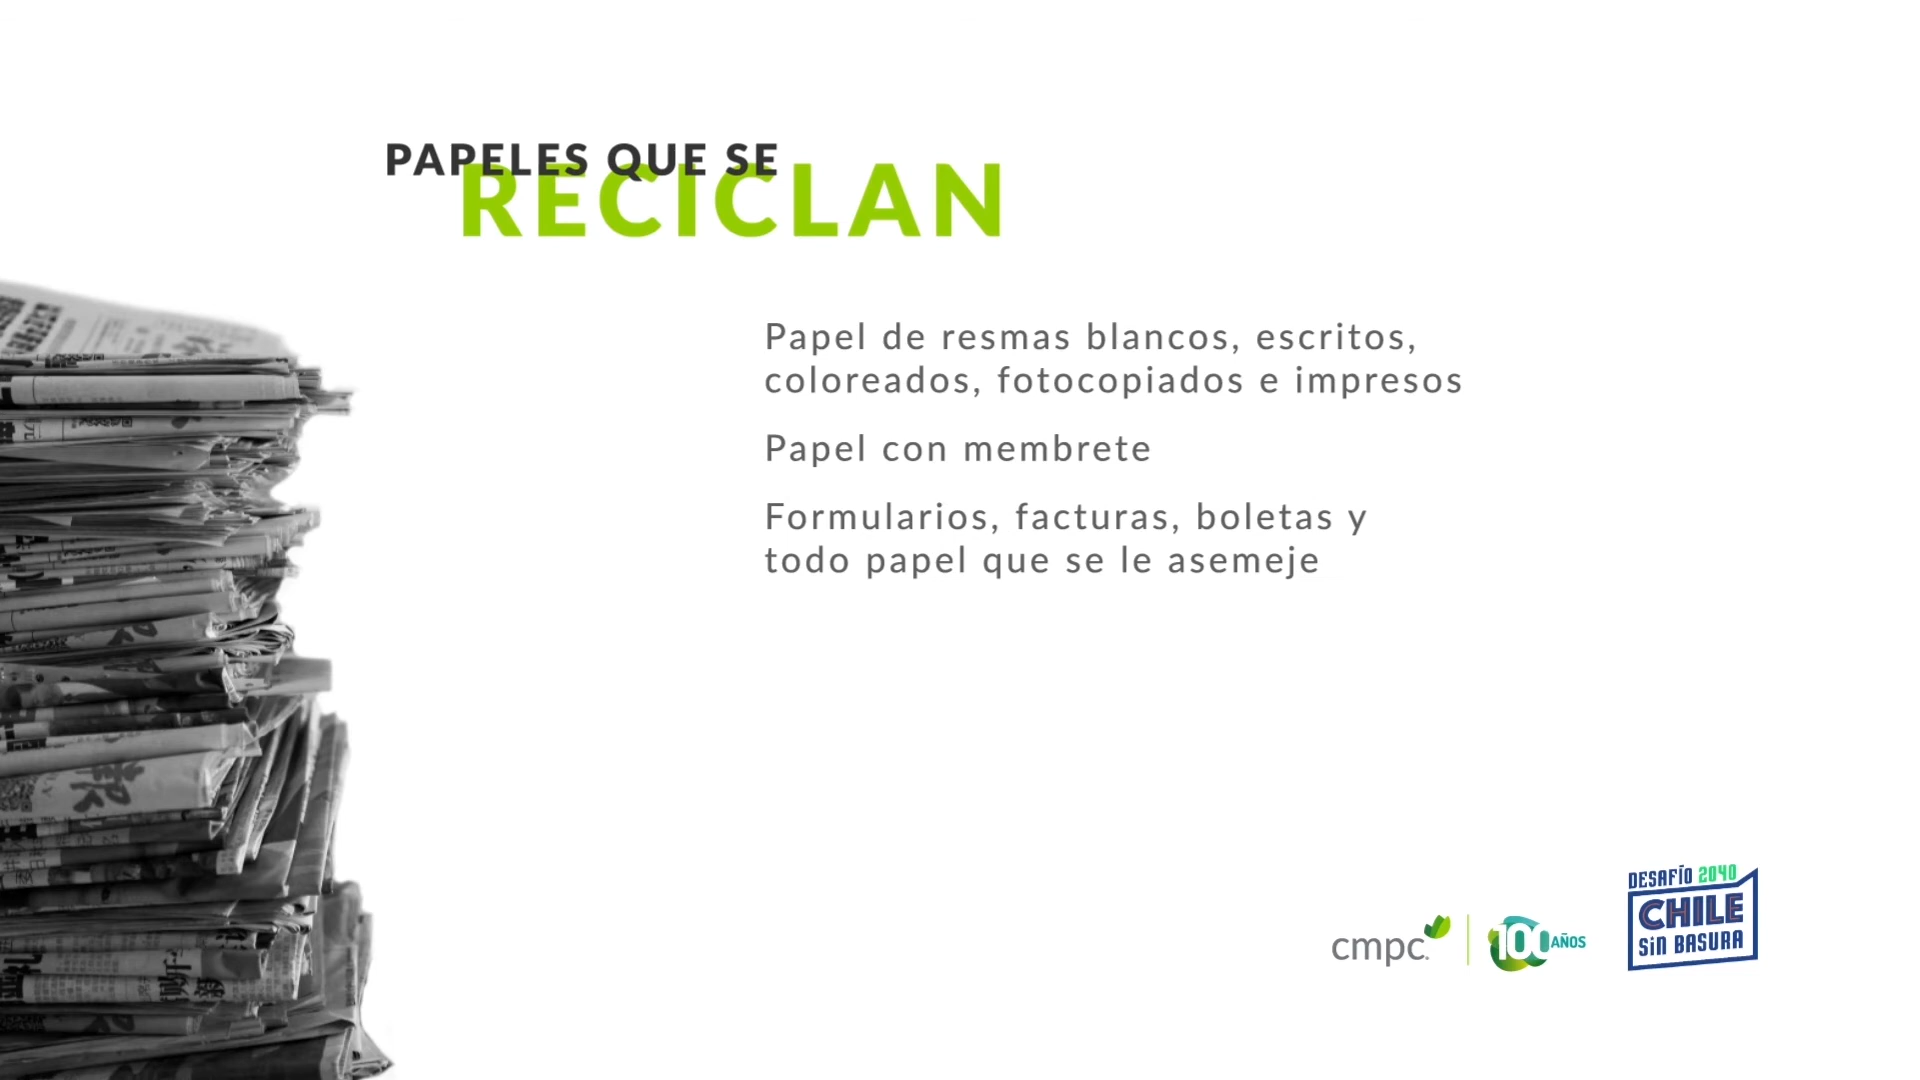 PAPELES QUE SE
RECICLAN
Papel de resmas blancos, escritos,
coloreados, fotocopiados e impresos
Papel con membrete
Formularios, facturas, boletas y
todo papel que se le asemeje
cmpc
100 AÑOS
DESAFÍO 2040
CHILE
SiN BASURA